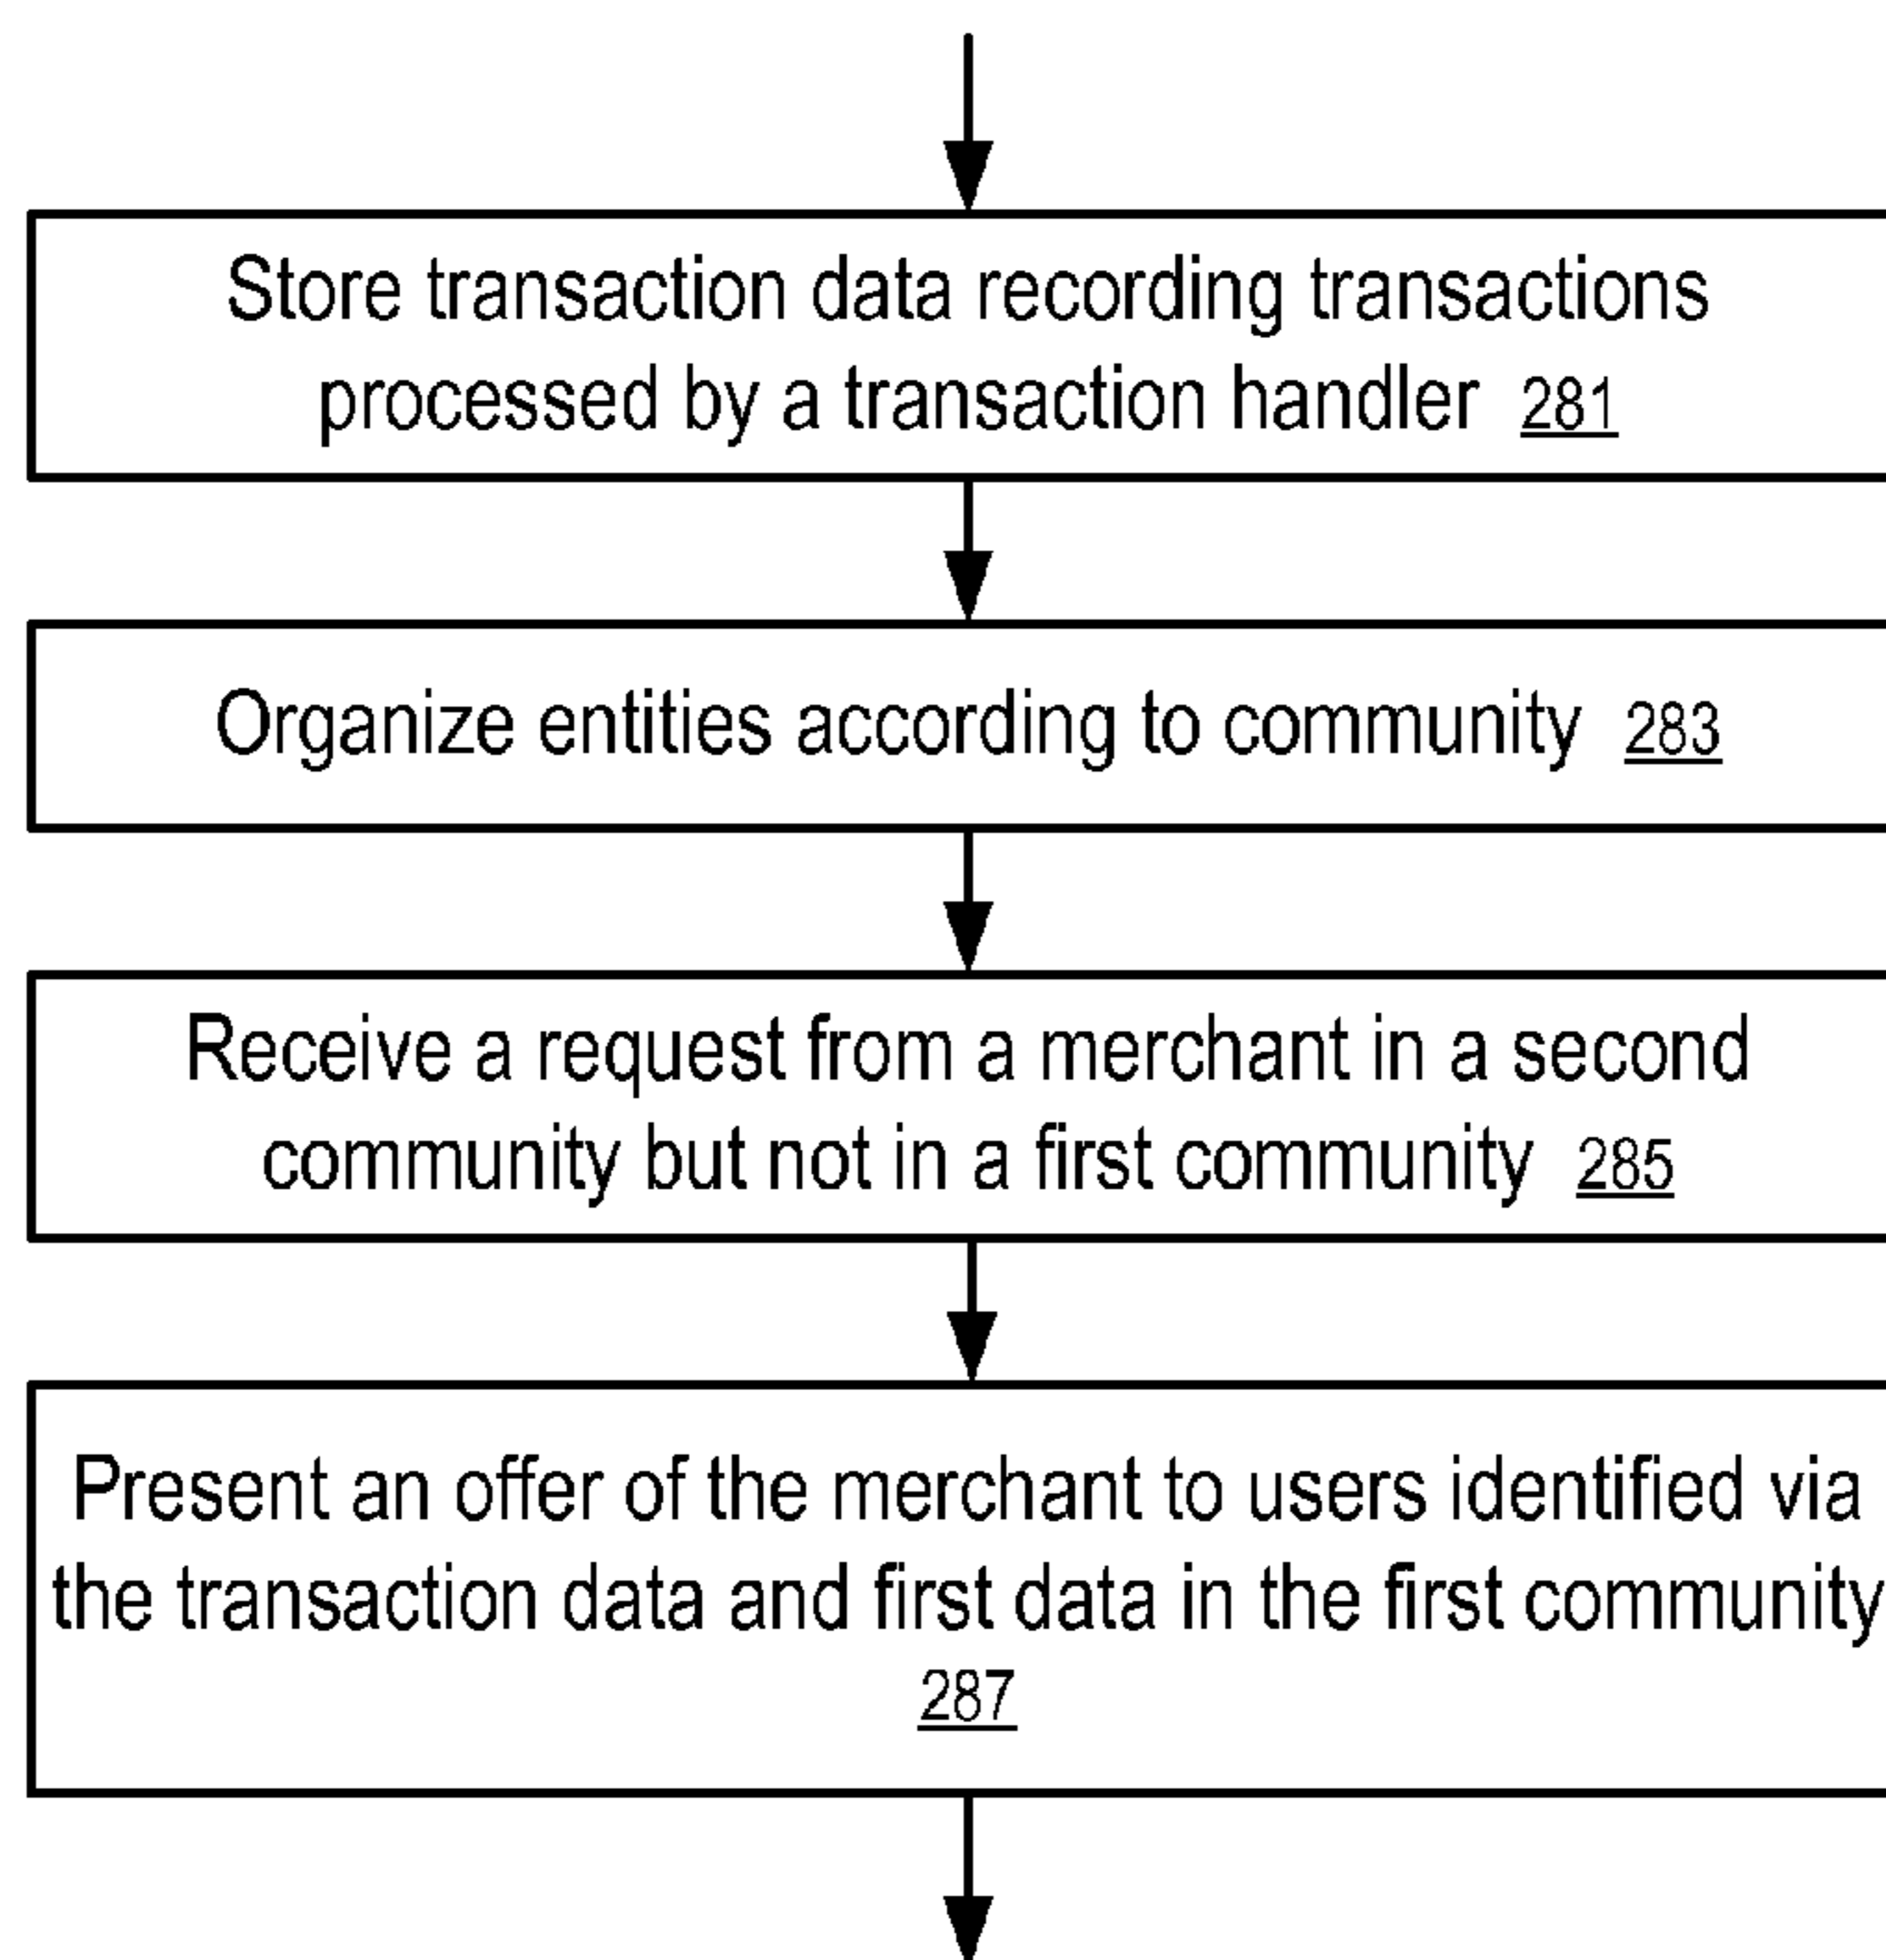 Store transaction data recording transactions
processed by a transaction handler 281
Organize entities according to community 283
Receive a request from a merchant in a second
community but not in a first community 285
Present an offer of the merchant to users identified via
the transaction data and first data in the first community
287